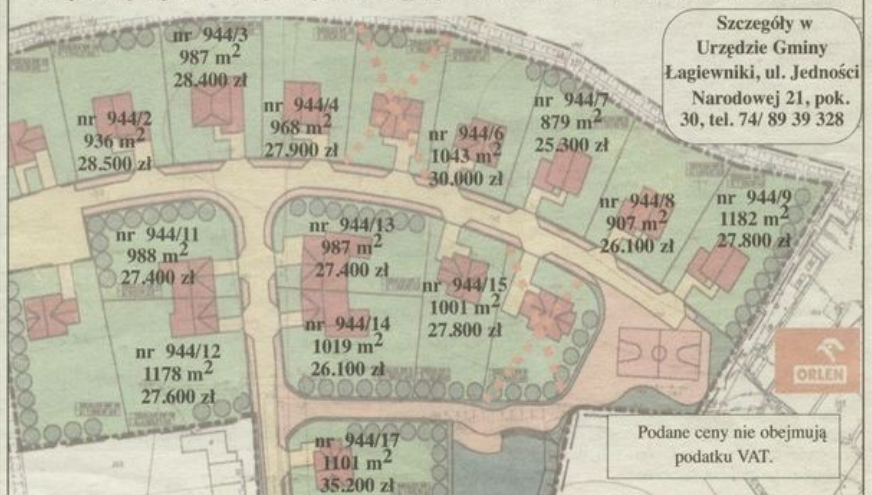 Szczegóły w
Urzędzie Gminy
Łagiewniki, ul. Jedności
Narodowej 21, pok.
30, tel. 74/ 89 39 328
nr 944/3
987 m²
28.400 zł
nr 944/2
936 m²
28.500 zł
nr 944/4
968 m²
27.900 zł
nr 944/6
1043 m²
30.000 zł
nr 944/7
879 m²
25.300 zł
nr 944/8
907 m²
26.100 zł
nr 944/9
1182 m²
27.800 zł
nr 944/11
988 m²
27.400 zł
nr 944/13
987 m²
27.400 zł
nr 944/15
1001 m²
27.800 zł
nr 944/12
1178 m²
27.600 zł
nr 944/14
1019 m²
26.100 zł
ORLEN
nr 944/17
1101 m²
35.200 zł
Podane ceny nie obejmują
podatku VAT.